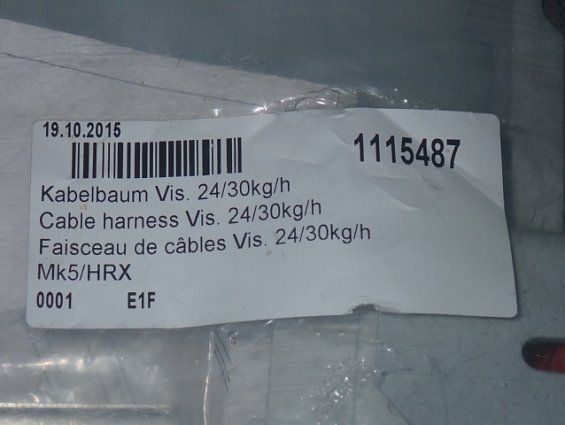 19.10.2015
1115487
Kabelbaum Vis. 24/30kg/h
Cable harness Vis. 24/30kg/h
Faisceau de câbles Vis. 24/30kg/h
Mk5/HRX
0001 E1F